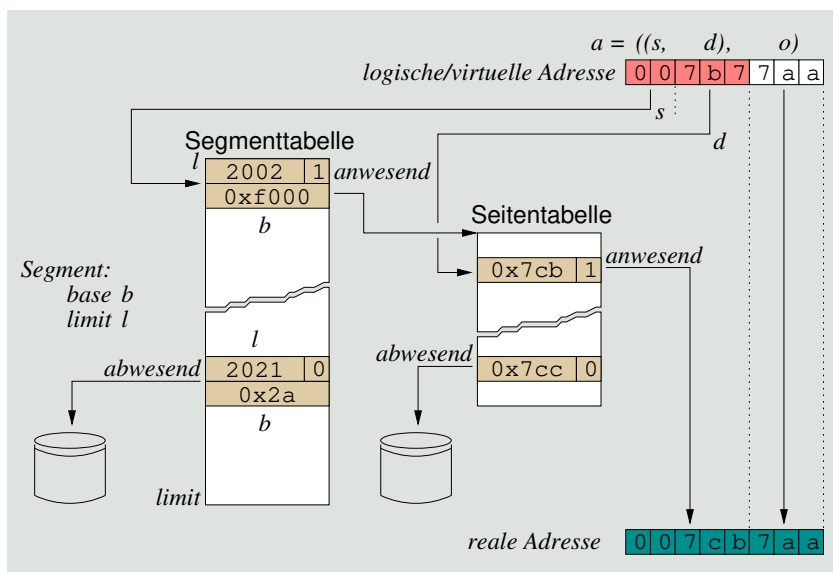 a = ((s, d), o)
logische/virtuelle Adresse 0 0 7 b 7 7 a a
s
d
Segmenttabelle
l
2002 1 anwesend
0xf000
b
Seitentabelle
0x7cb 1 anwesend
Segment:
base b
limit l
l
abwesend 2021 0
0x2a
b
abwesend 0x7cc 0
limit
reale Adresse 0 0 7 c b 7 a a